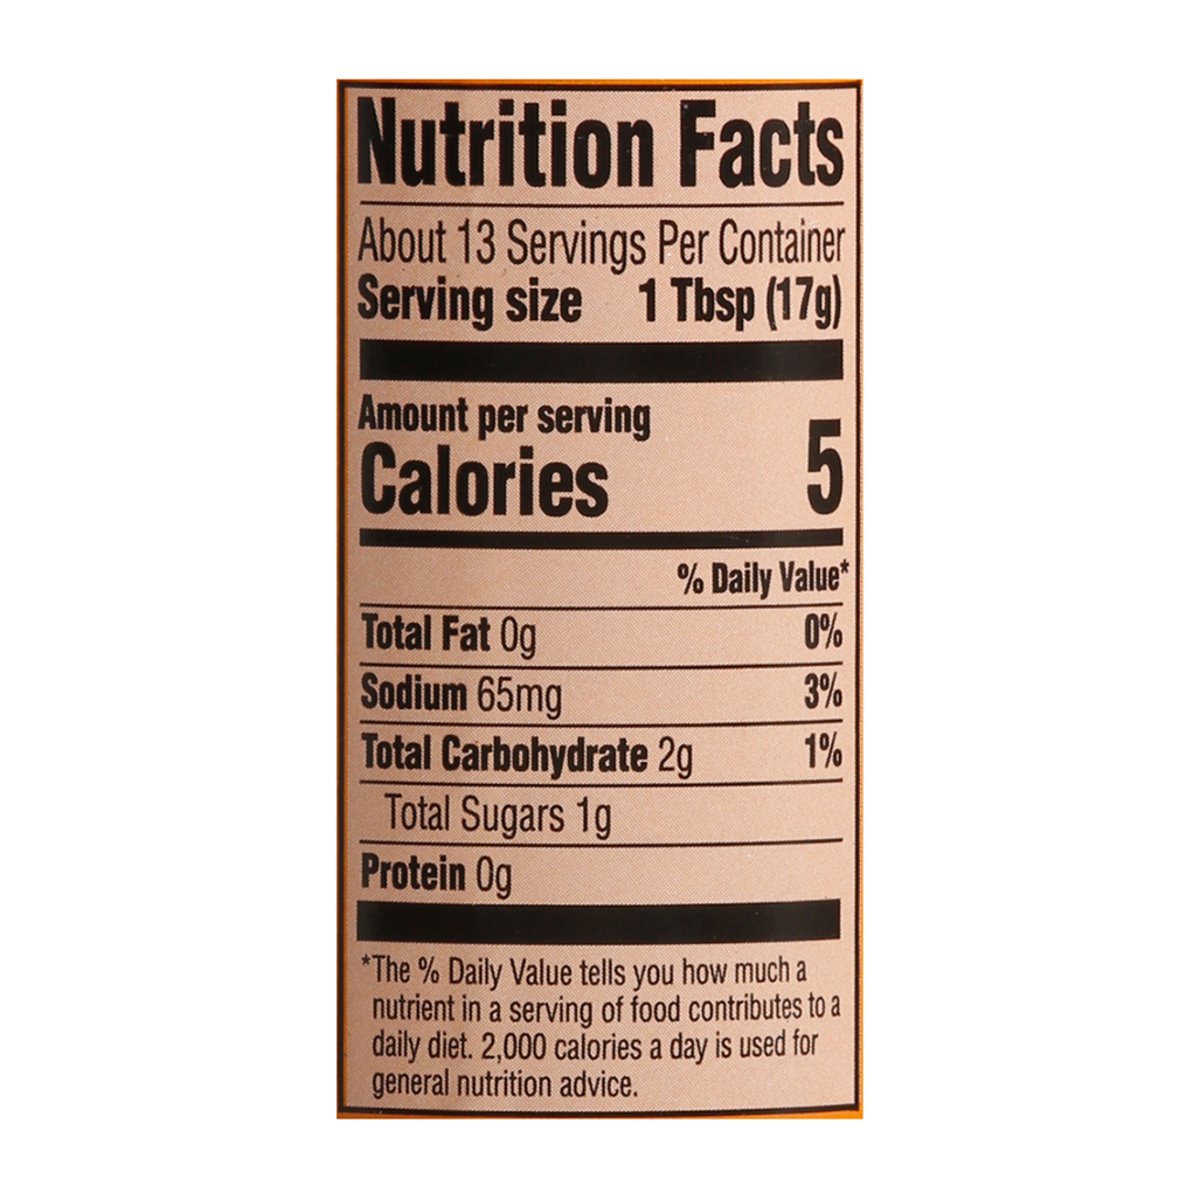 Nutrition Facts
About 13 Servings Per Container
Serving size 1 Tbsp (17g)
Amount per serving
Calories 5
% Daily Value*
Total Fat 0g 0%
Sodium 65mg 3%
Total Carbohydrate 2g 1%
Total Sugars 1g
Protein 0g
*The % Daily Value tells you how much a
nutrient in a serving of food contributes to a
daily diet. 2,000 calories a day is used for
general nutrition advice.